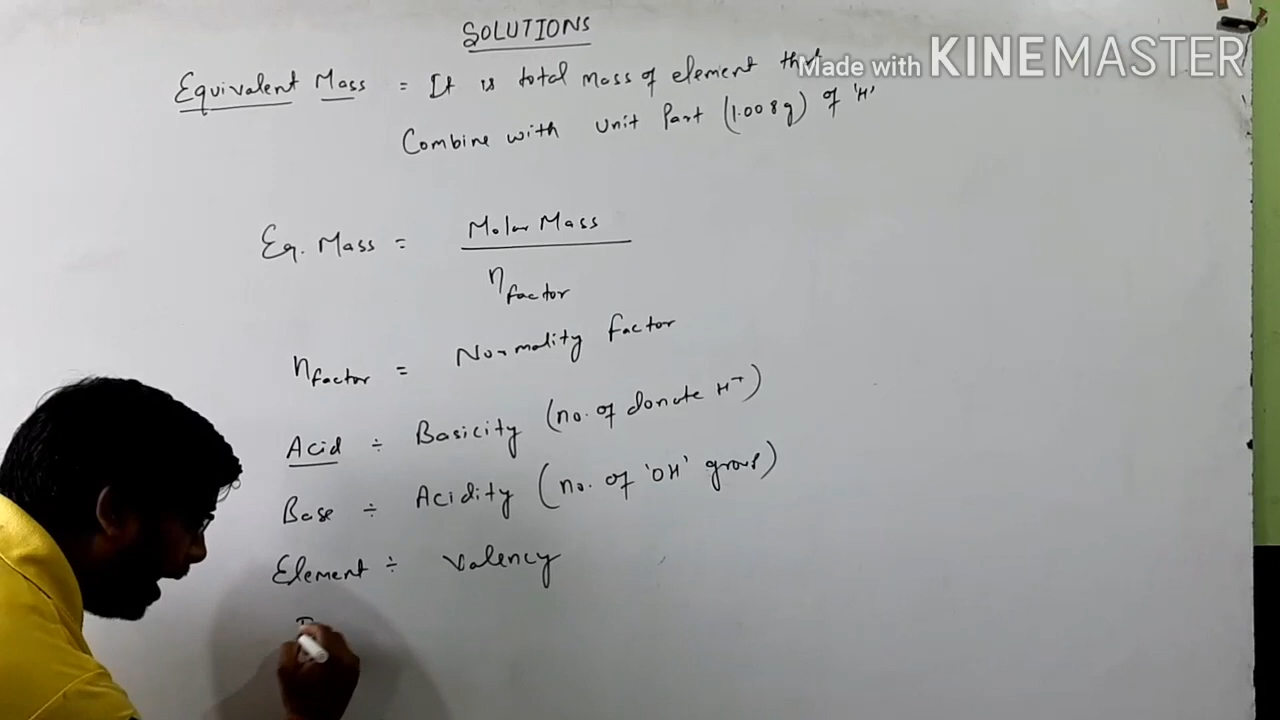 SOLUTIONS
Made with KINEMASTER
Equivalent Mass = It is total mass of element that
Combine with unit Part (1.008g) of 'H'
Eq. Mass = Molar Mass
ηfactor
ηfactor = Normality factor
Acid ÷ Basicity (no. of donate H+)
Base ÷ Acidity (no. of 'OH' group)
Element ÷ Valency